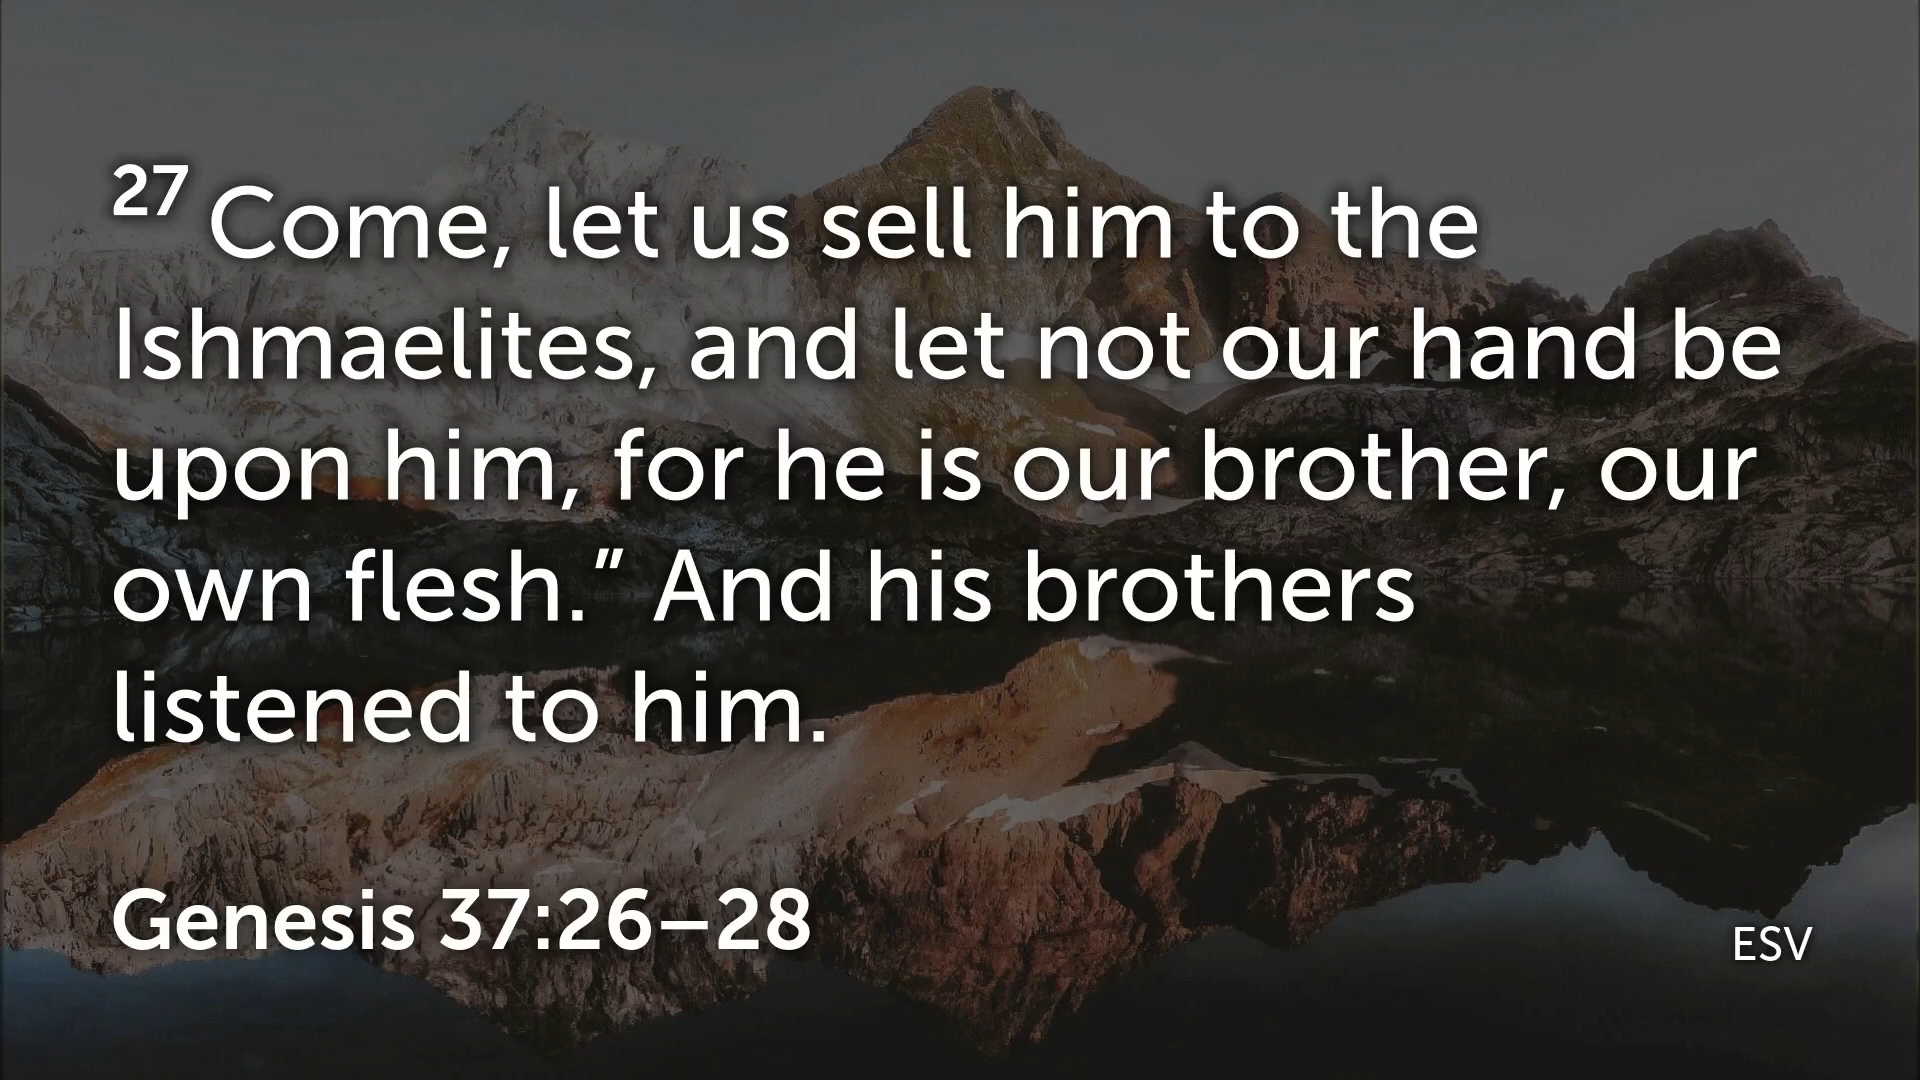 27 Come, let us sell him to the
Ishmaelites, and let not our hand be
upon him, for he is our brother, our
own flesh.” And his brothers
listened to him.
Genesis 37:26–28
ESV